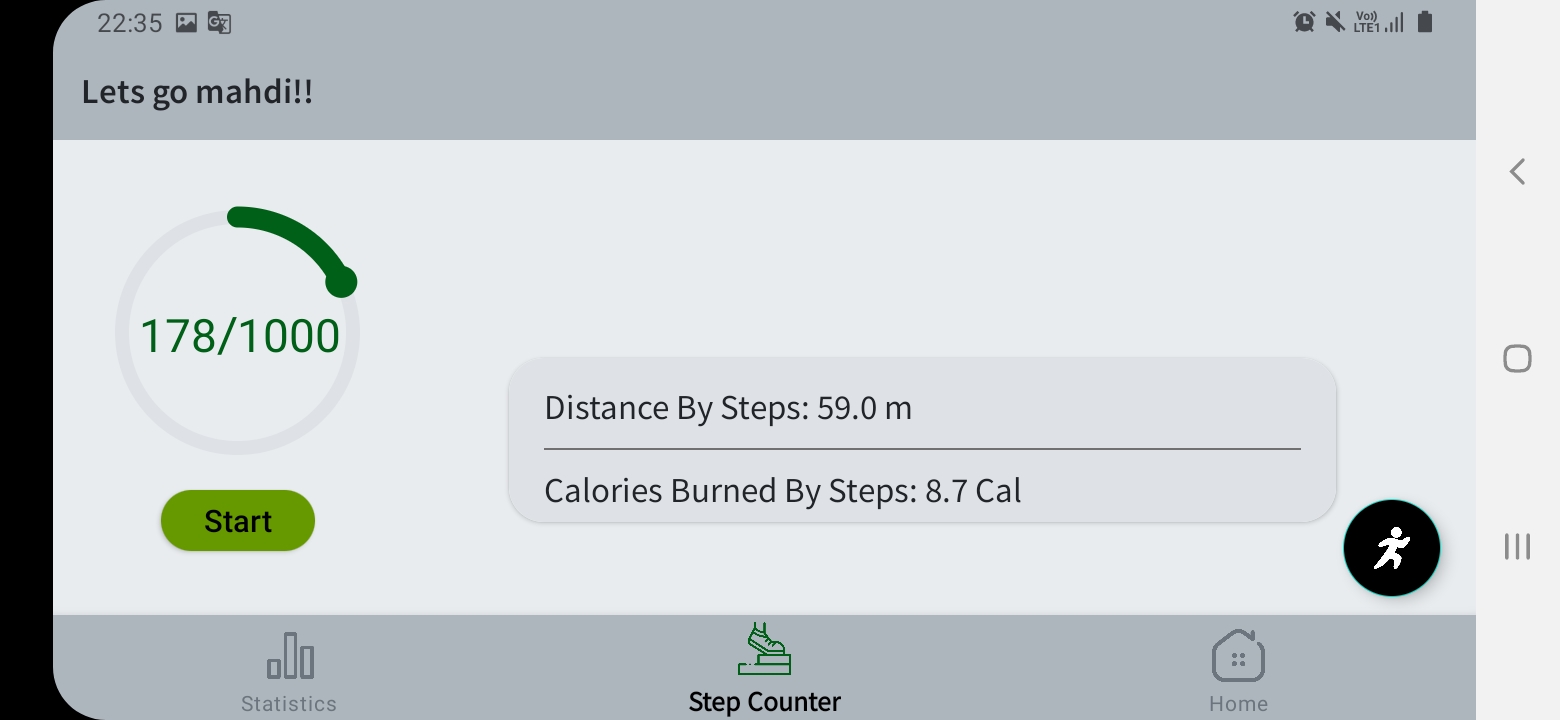 22:35
Vo))
LTE1
Lets go mahdi!!
178/1000
Start
Distance By Steps: 59.0 m
Calories Burned By Steps: 8.7 Cal
Statistics
Step Counter
Home